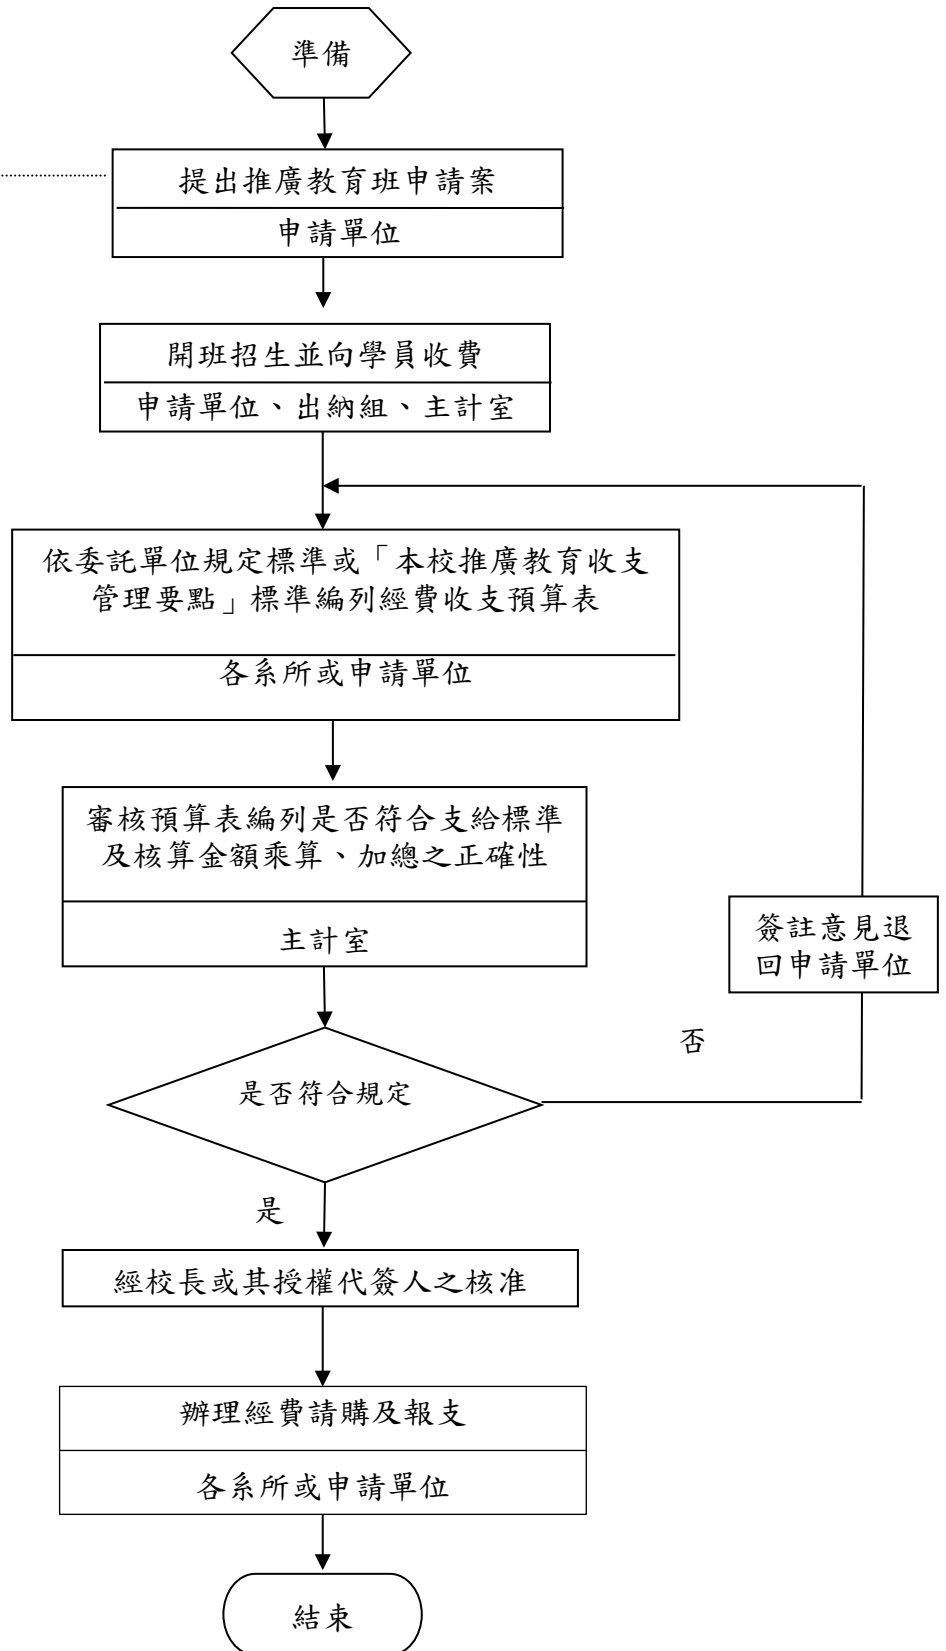 準備
提出推廣教育班申請案
申請單位
開班招生並向學員收費
申請單位、出納組、主計室
依委託單位規定標準或「本校推廣教育收支
管理要點」標準編列經費收支預算表
各系所或申請單位
審核預算表編列是否符合支給標準
及核算金額乘算、加總之正確性
主計室
簽註意見退
回申請單位
否
是否符合規定
是
經校長或其授權代簽人之核准
辦理經費請購及報支
各系所或申請單位
結束